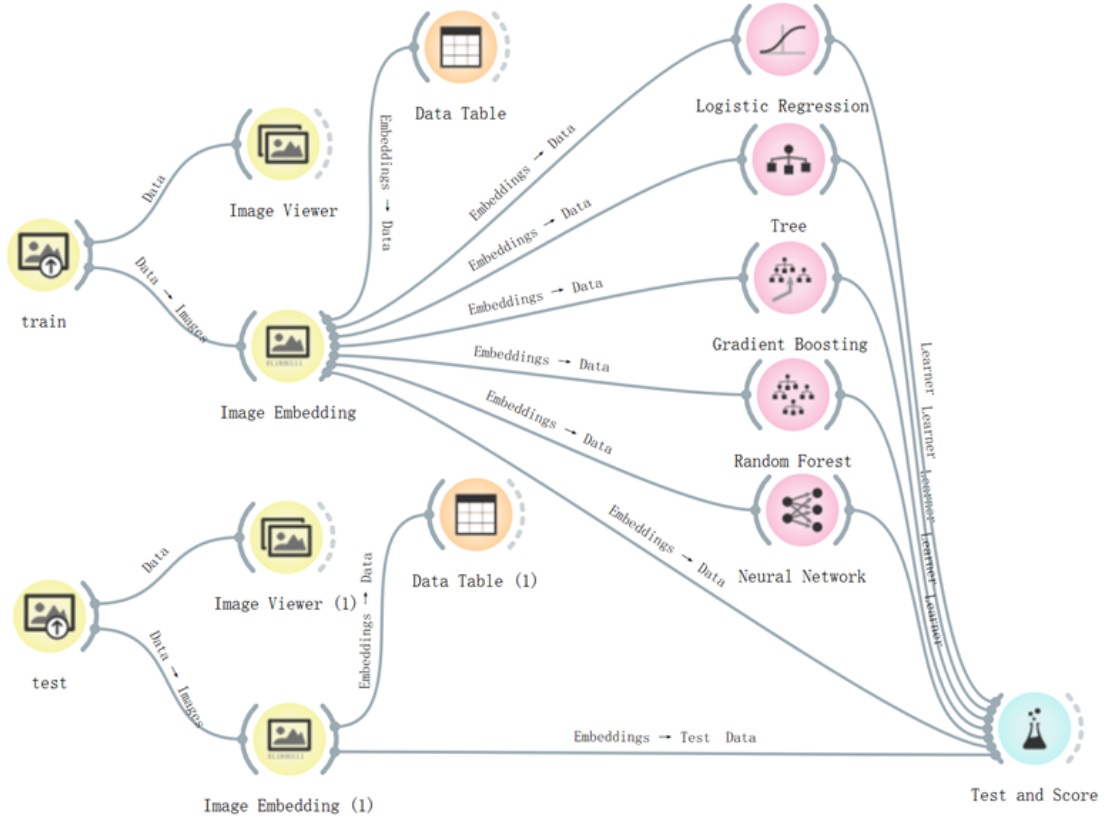 Data Table
Logistic Regression
Data
Image Viewer
Embeddings → Data
Embeddings → Data
Embeddings → Data
Tree
train
Data → Images
Image Embedding
Embeddings → Data
Gradient Boosting
Embeddings → Data
Random Forest
Embeddings → Data
Neural Network
Embeddings → Data
Learner
Learner
Learner
Learner
Learner
test
Data
Image Viewer (1)
Data Table (1)
Embeddings → Data
Data → Images
Image Embedding (1)
Embeddings → Test Data
Test and Score